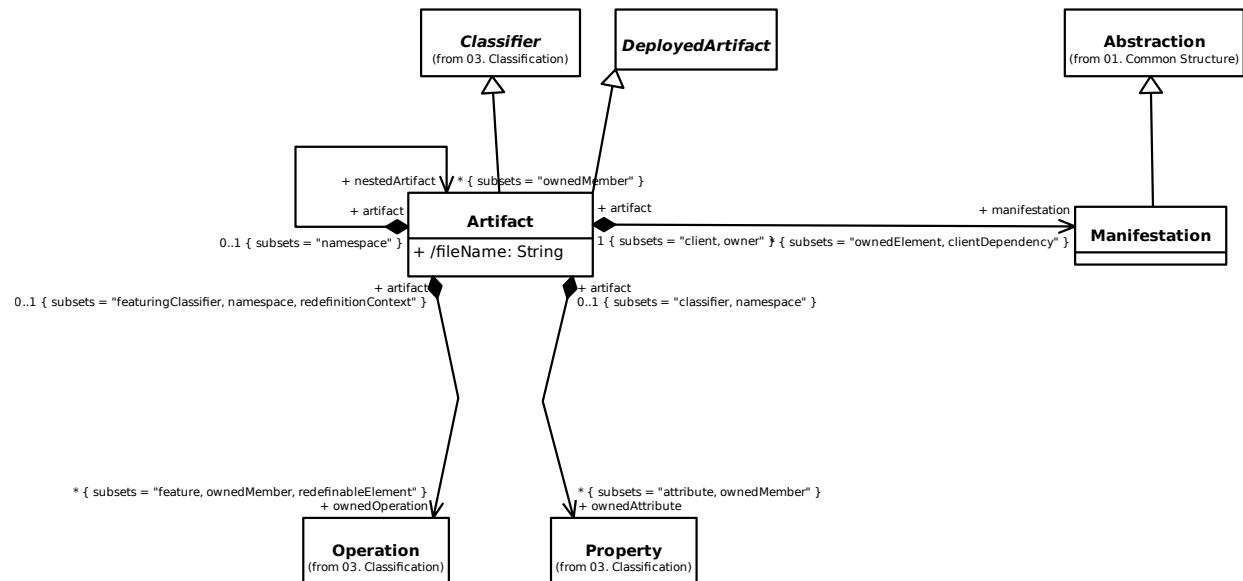 Classifier
(from 03. Classification)
DeployedArtifact
Abstraction
(from 01. Common Structure)
+ nestedArtifact
* { subsets = "ownedMember" }
+ artifact
0..1 { subsets = "namespace" }
Artifact
+ /fileName: String
+ artifact
1 { subsets = "client, owner" }
+ manifestation
* { subsets = "ownedElement, clientDependency" }
Manifestation
+ artifact
0..1 { subsets = "featuringClassifier, namespace, redefinitionContext" }
+ artifact
0..1 { subsets = "classifier, namespace" }
* { subsets = "feature, ownedMember, redefinableElement" }
+ ownedOperation
* { subsets = "attribute, ownedMember" }
+ ownedAttribute
Operation
(from 03. Classification)
Property
(from 03. Classification)